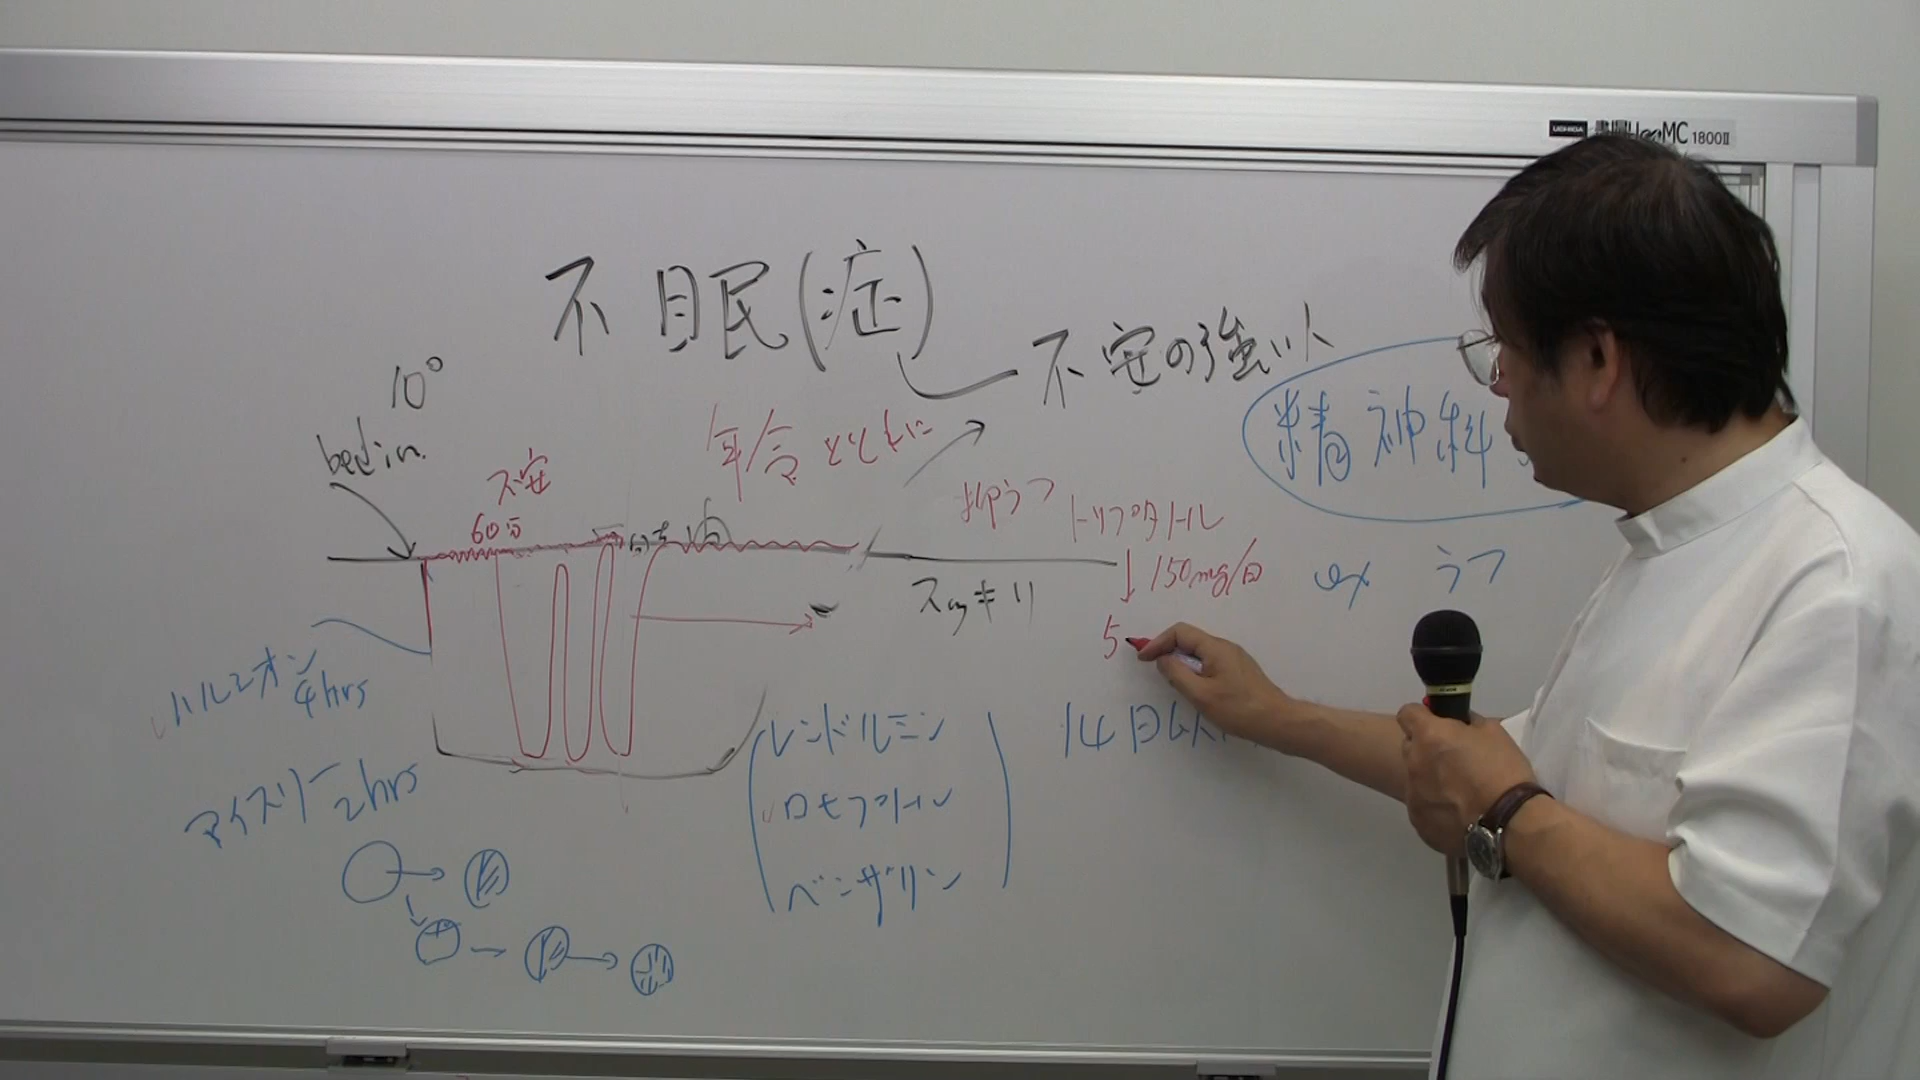 UCHIDA MC 1800II
不眠(症)
不安の強い人
精神科
10°
bed in.
不安
60分
年令とともに
抑うつ
トリプタノール
150mg/日
5
ex うつ
スッキリ
ハルシオン
4hrs
マイスリー
2hrs
レンドルミン
ロヒプノール
ベンザリン
14日以